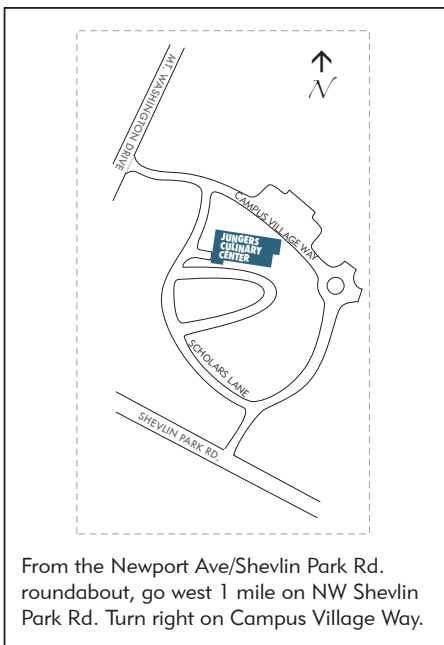 MT. WASHINGTON DRIVE
N
CAMPUS VILLAGE WAY
JUNGERS
CULINARY
CENTER
SCHOLARS LANE
SHEVLIN PARK RD.
From the Newport Ave/Shevlin Park Rd.
roundabout, go west 1 mile on NW Shevlin
Park Rd. Turn right on Campus Village Way.